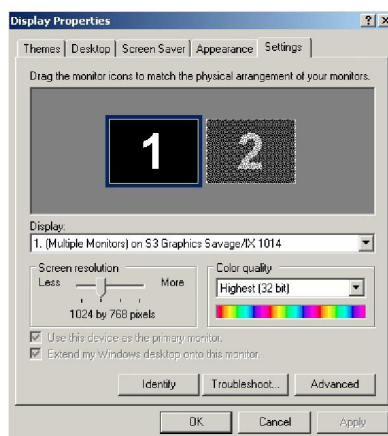 Display Properties
Themes Desktop Screen Saver Appearance Settings
Drag the monitor icons to match the physical arrangement of your monitors.
1 2
Display:
1. (Multiple Monitors) on S3 Graphics Savage/IX 1014
Screen resolution
Less More
1024 by 768 pixels
Color quality
Highest (32 bit)
Use this device as the primary monitor.
Extend my Windows desktop onto this monitor.
Identify Troubleshoot... Advanced
OK Cancel Apply